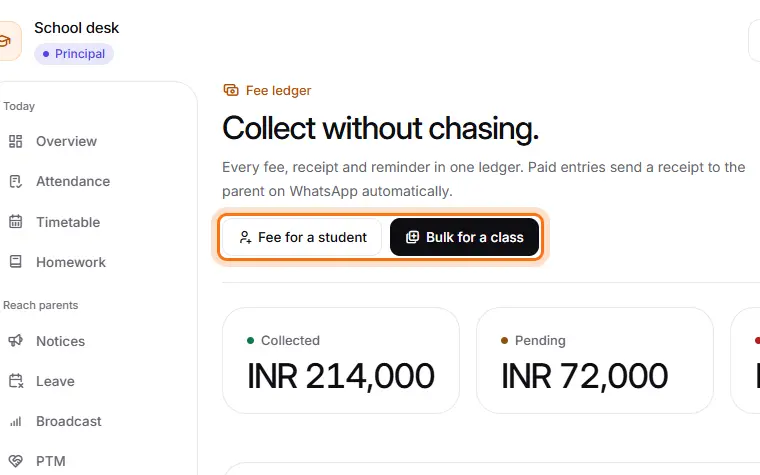 School desk
Principal
Today
Overview
Attendance
Timetable
Homework
Reach parents
Notices
Leave
Broadcast
PTM
Fee ledger
Collect without chasing.
Every fee, receipt and reminder in one ledger. Paid entries send a receipt to the
parent on WhatsApp automatically.
Fee for a student
Bulk for a class
Collected
INR 214,000
Pending
INR 72,000